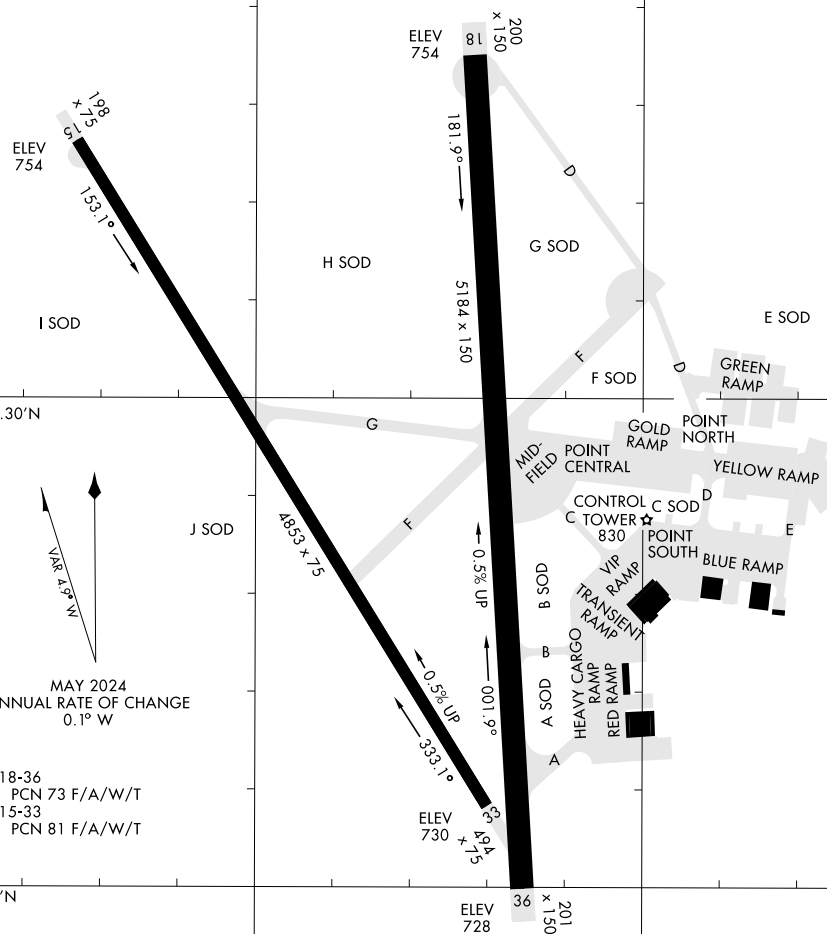 ELEV
754
18
200
x 150
198
x 75
15
ELEV
754
153.1°
181.9°
D
G SOD
H SOD
5184 x 150
I SOD
E SOD
F
D
F SOD
GREEN
RAMP
.30'N
G
MID-
FIELD
POINT
CENTRAL
GOLD
RAMP
POINT
NORTH
YELLOW RAMP
D
CONTROL
TOWER
830
C
C SOD
POINT
SOUTH
E
BLUE RAMP
J SOD
F
4853 x 75
0.5% UP
VAR 4.9° W
VIP
RAMP
TRANSIENT
RAMP
B SOD
B
MAY 2024
NNUAL RATE OF CHANGE
0.1° W
0.5% UP
001.9°
A SOD
HEAVY CARGO
RAMP
RED RAMP
333.1°
A
18-36
PCN 73 F/A/W/T
15-33
PCN 81 F/A/W/T
33
ELEV
730
494
x 75
'N
36
ELEV
728
201
x 150